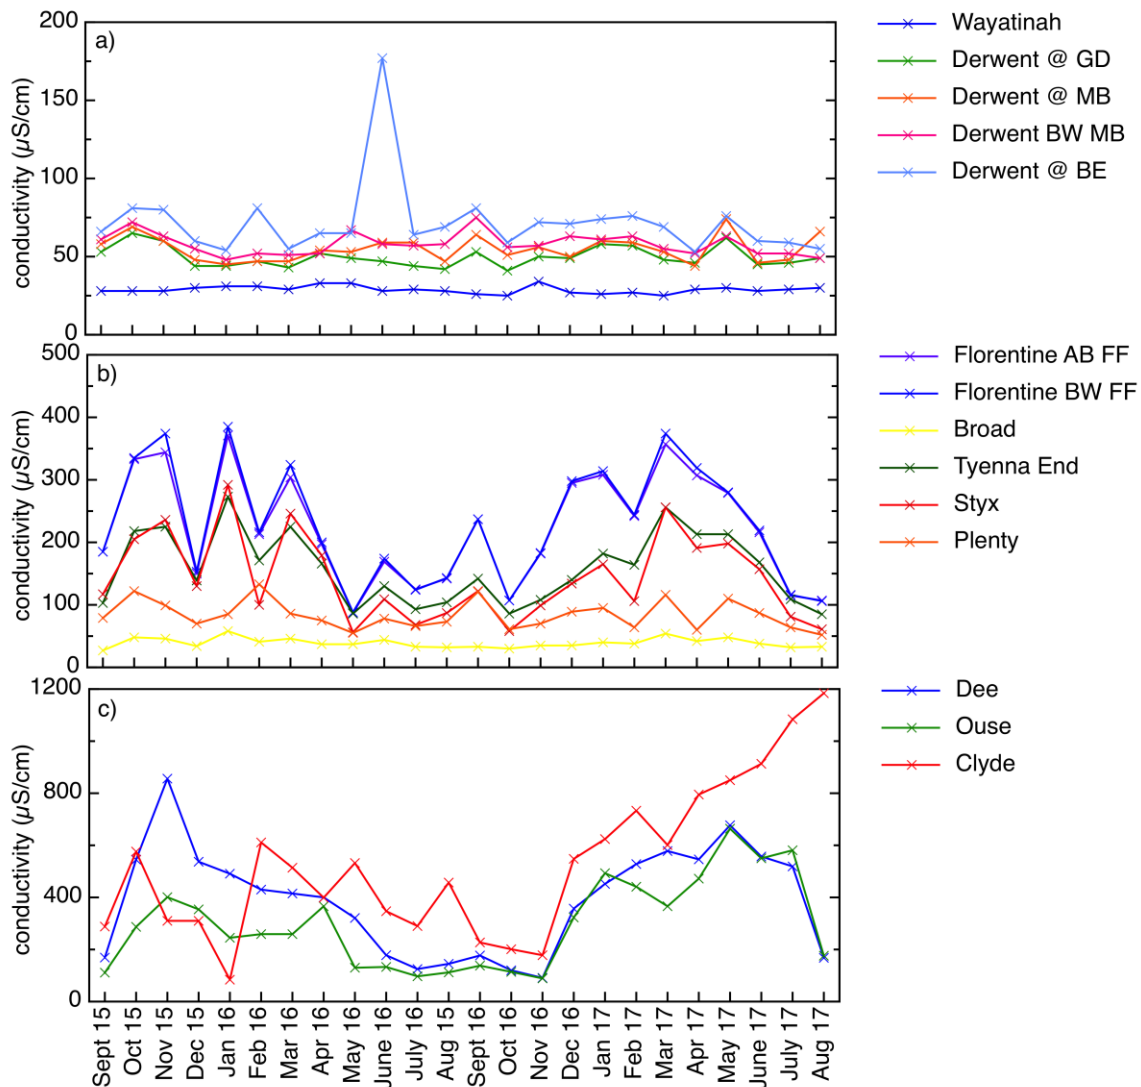 200
150
100
50
0
conductivity (µS/cm)
a)
Wayatinah
Derwent @ GD
Derwent @ MB
Derwent BW MB
Derwent @ BE
500
400
300
200
100
0
conductivity (µS/cm)
b)
Florentine AB FF
Florentine BW FF
Broad
Tyenna End
Styx
Plenty
1200
800
400
0
conductivity (µS/cm)
c)
Dee
Ouse
Clyde
Sept 15
Oct 15
Nov 15
Dec 15
Jan 16
Feb 16
Mar 16
Apr 16
May 16
June 16
July 16
Aug 15
Sept 16
Oct 16
Nov 16
Dec 16
Jan 17
Feb 17
Mar 17
Apr 17
May 17
June 17
July 17
Aug 17